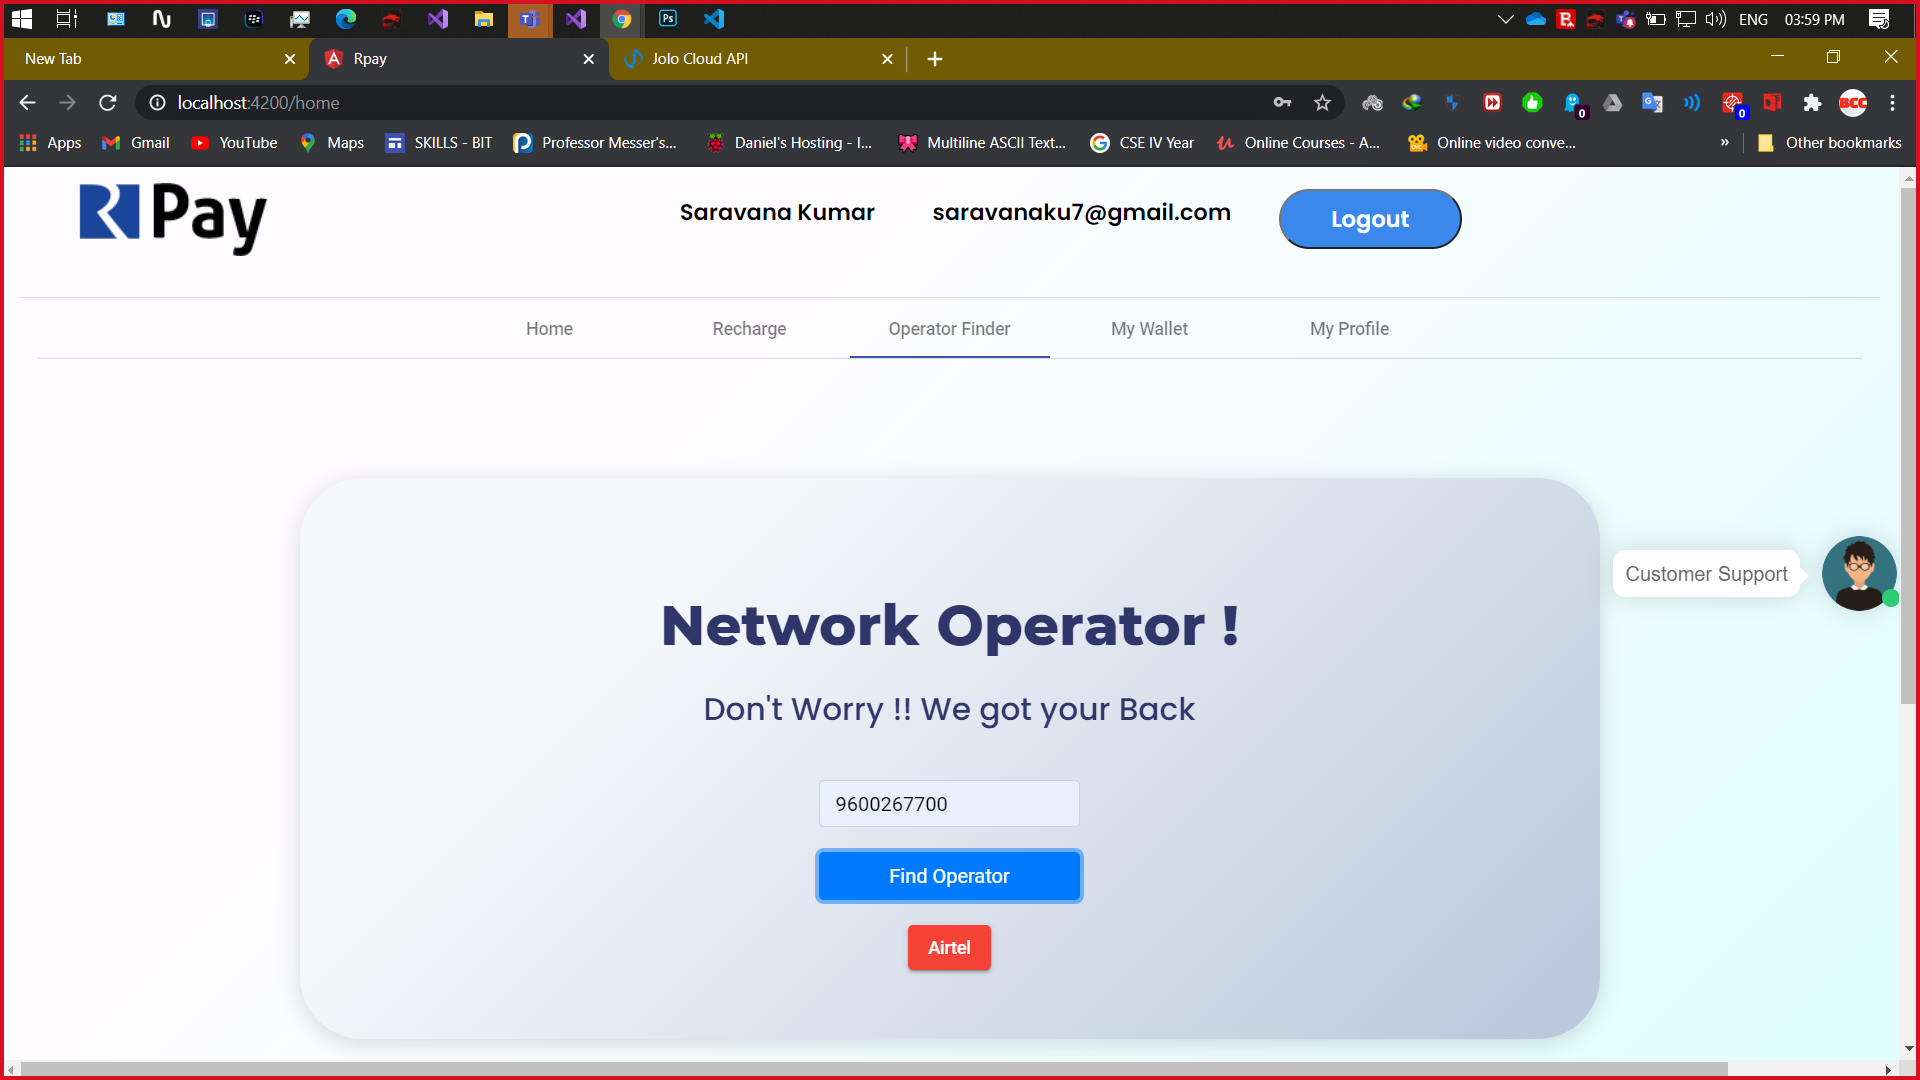 ENG 03:59 PM
New Tab Rpay Jolo Cloud API
localhost:4200/home
0 0 BCC
Apps Gmail YouTube Maps SKILLS - BIT Professor Messer's... Daniel's Hosting - I... Multiline ASCII Text... CSE IV Year Online Courses - A... Online video conve... » Other bookmarks
R Pay Saravana Kumar saravanaku7@gmail.com Logout
Home Recharge Operator Finder My Wallet My Profile
Customer Support
Network Operator !
Don't Worry !! We got your Back
9600267700
Find Operator
Airtel